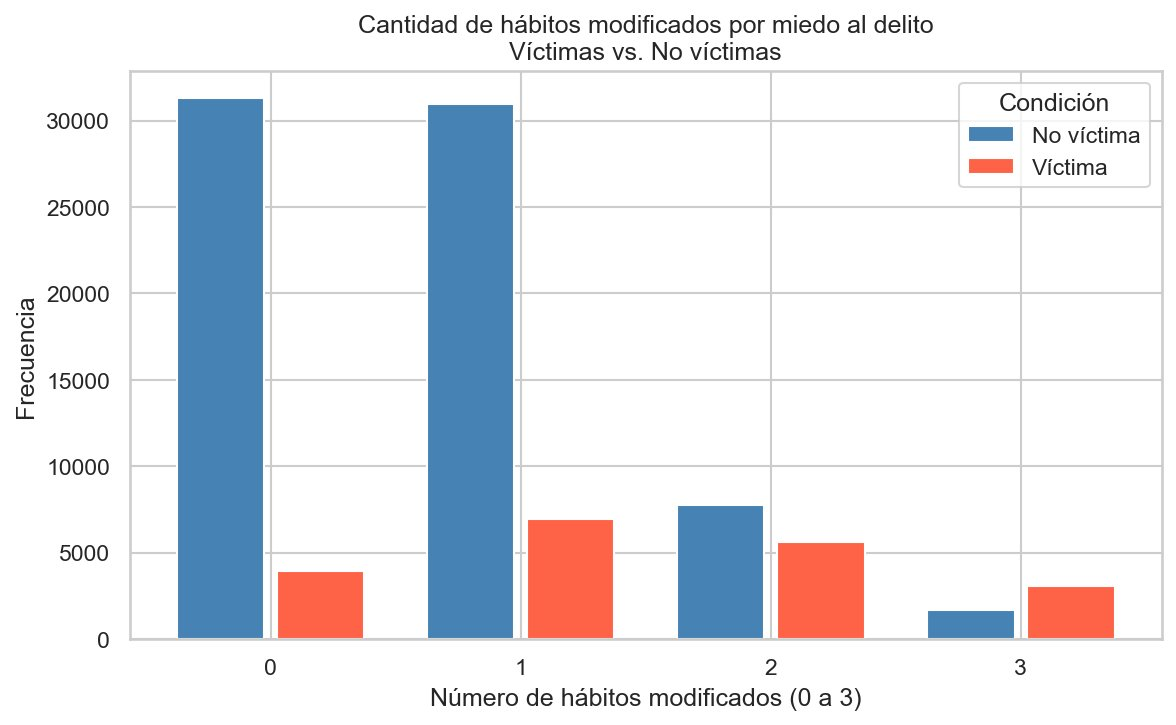 Cantidad de hábitos modificados por miedo al delito
Víctimas vs. No víctimas
Condición
No víctima
Víctima
Frecuencia
30000
25000
20000
15000
10000
5000
0
0 1 2 3
Número de hábitos modificados (0 a 3)